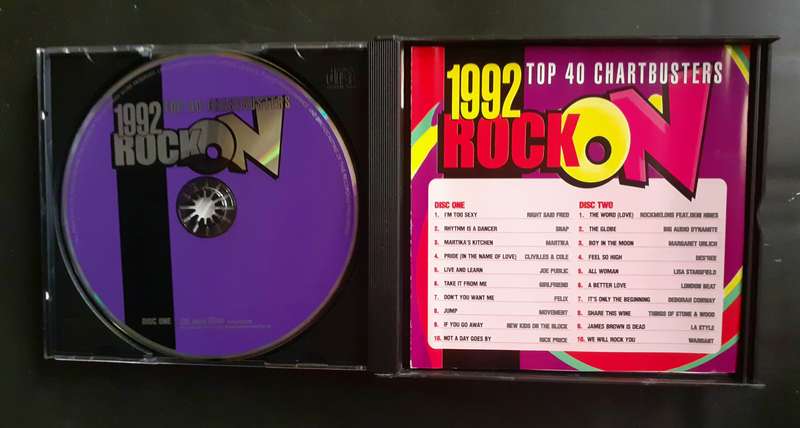 1992 TOP 40 CHARTBUSTERS
ROCK ON
DISC ONE
1992 TOP 40 CHARTBUSTERS
ROCK ON
DISC ONE
1. I'M TOO SEXY RIGHT SAID FRED
2. RHYTHM IS A DANCER SNAP
3. MARTIKA'S KITCHEN MARTIKA
4. PRIDE (IN THE NAME OF LOVE) CLIVILLES & COLE
5. LIVE AND LEARN JOE PUBLIC
6. TAKE IT FROM ME GIRLFRIEND
7. DON'T YOU WANT ME FELIX
8. JUMP MOVEMENT
9. IF YOU GO AWAY NEW KIDS ON THE BLOCK
10. NOT A DAY GOES BY RICK PRICE
DISC TWO
1. THE WORD (LOVE) ROCKMELONS FEAT. DENI HINES
2. THE GLOBE BIG AUDIO DYNAMITE
3. BOY IN THE MOON MARGARET URLICH
4. FEEL SO HIGH DES'REE
5. ALL WOMAN LISA STANSFIELD
6. A BETTER LOVE LONDON BEAT
7. IT'S ONLY THE BEGINNING DEBORAH CONWAY
8. SHARE THIS WINE THINGS OF STONE & WOOD
9. JAMES BROWN IS DEAD LA STYLE
10. WE WILL ROCK YOU WARRANT